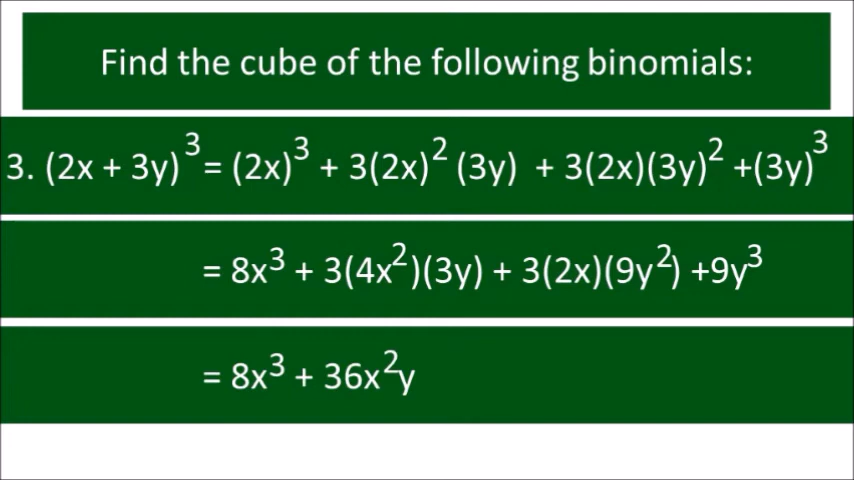 Find the cube of the following binomials:
3. (2x + 3y)³= (2x)³ + 3(2x)² (3y) + 3(2x)(3y)² +(3y)³
= 8x³ + 3(4x²)(3y) + 3(2x)(9y²) +9y³
= 8x³ + 36x²y